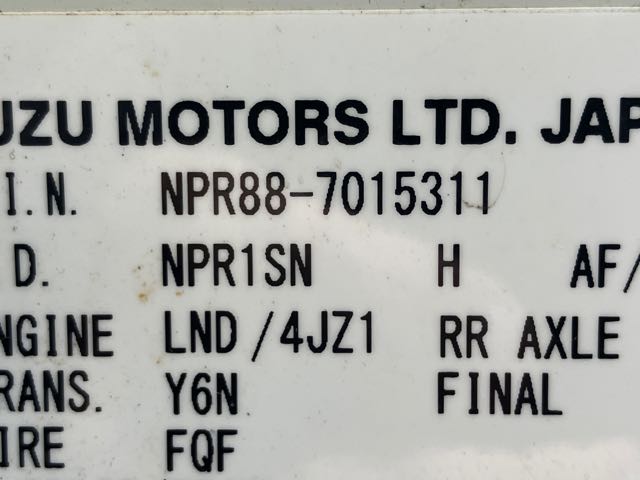 UZU MOTORS LTD. JAP
I.N. NPR88-7015311
D. NPR1SN H AF/
NGINE LND/4JZ1 RR AXLE
RANS. Y6N FINAL
IRE FQF